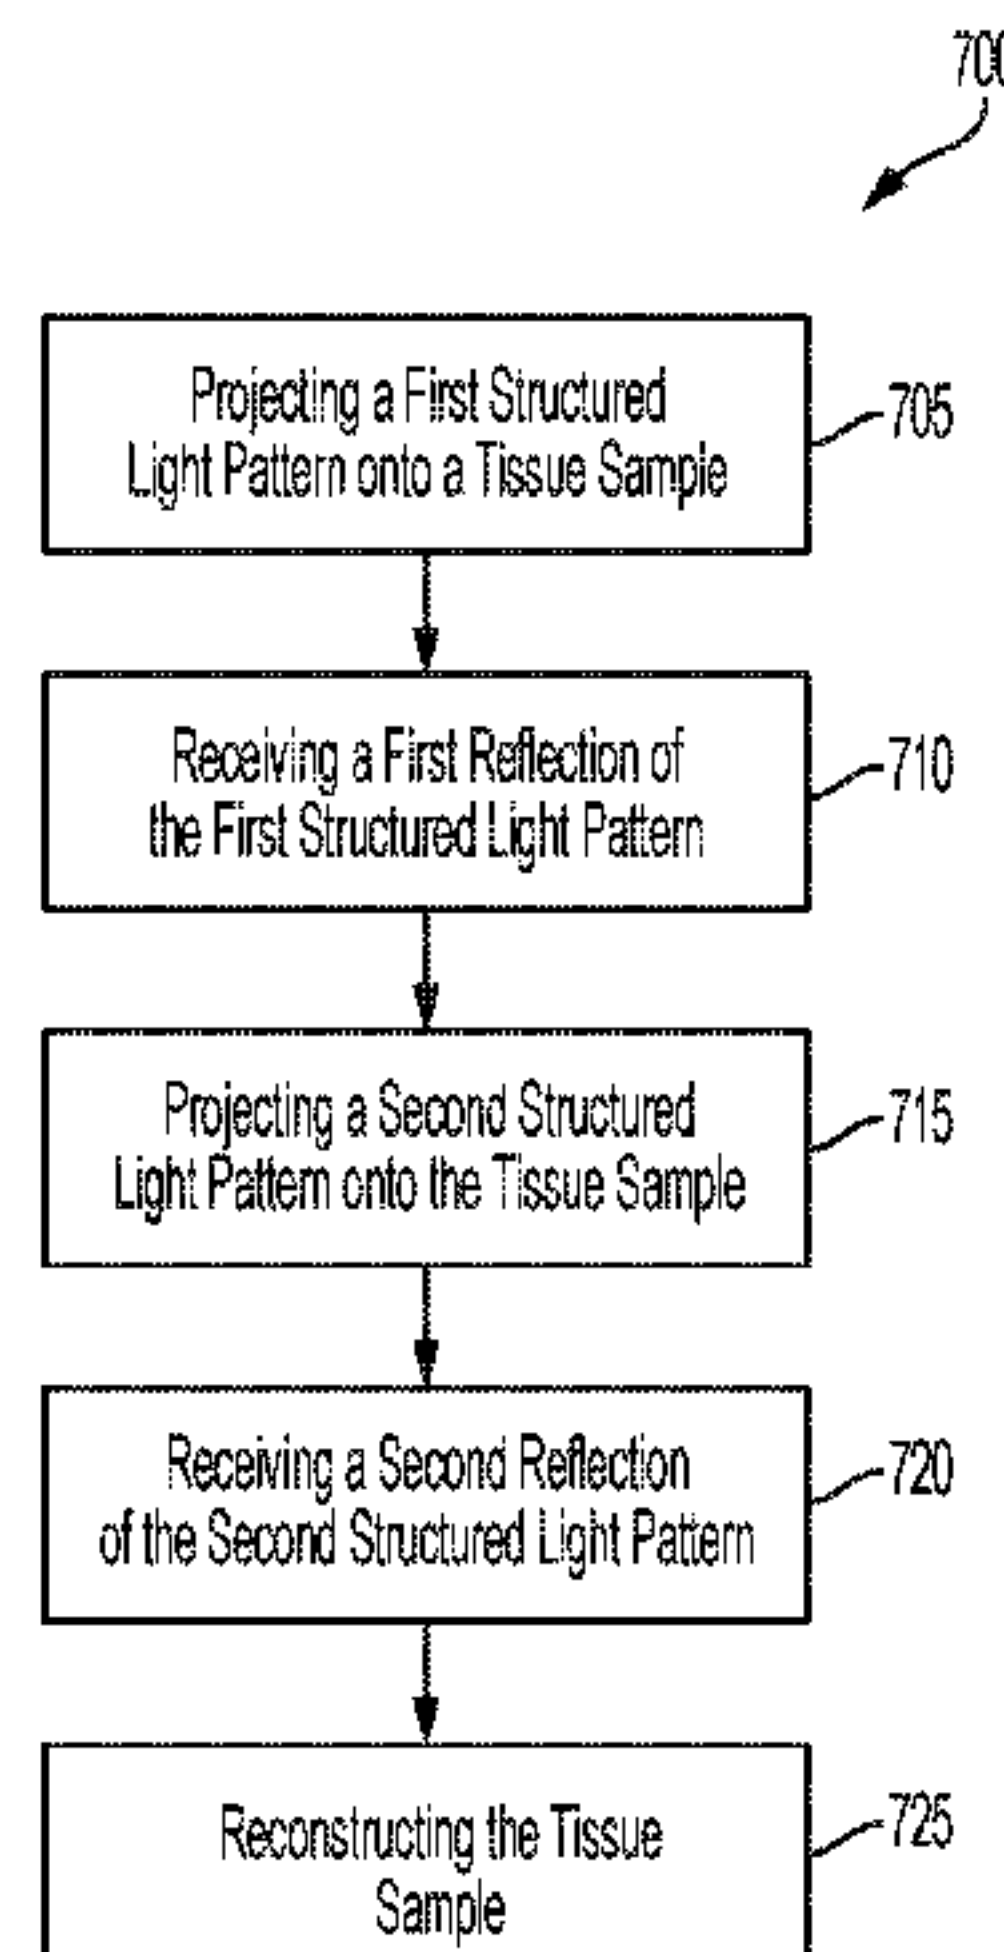 700
Projecting a First Structured
Light Pattern onto a Tissue Sample
705
Receiving a First Reflection of
the First Structured Light Pattern
710
Projecting a Second Structured
Light Pattern onto the Tissue Sample
715
Receiving a Second Reflection
of the Second Structured Light Pattern
720
Reconstructing the Tissue
Sample
725